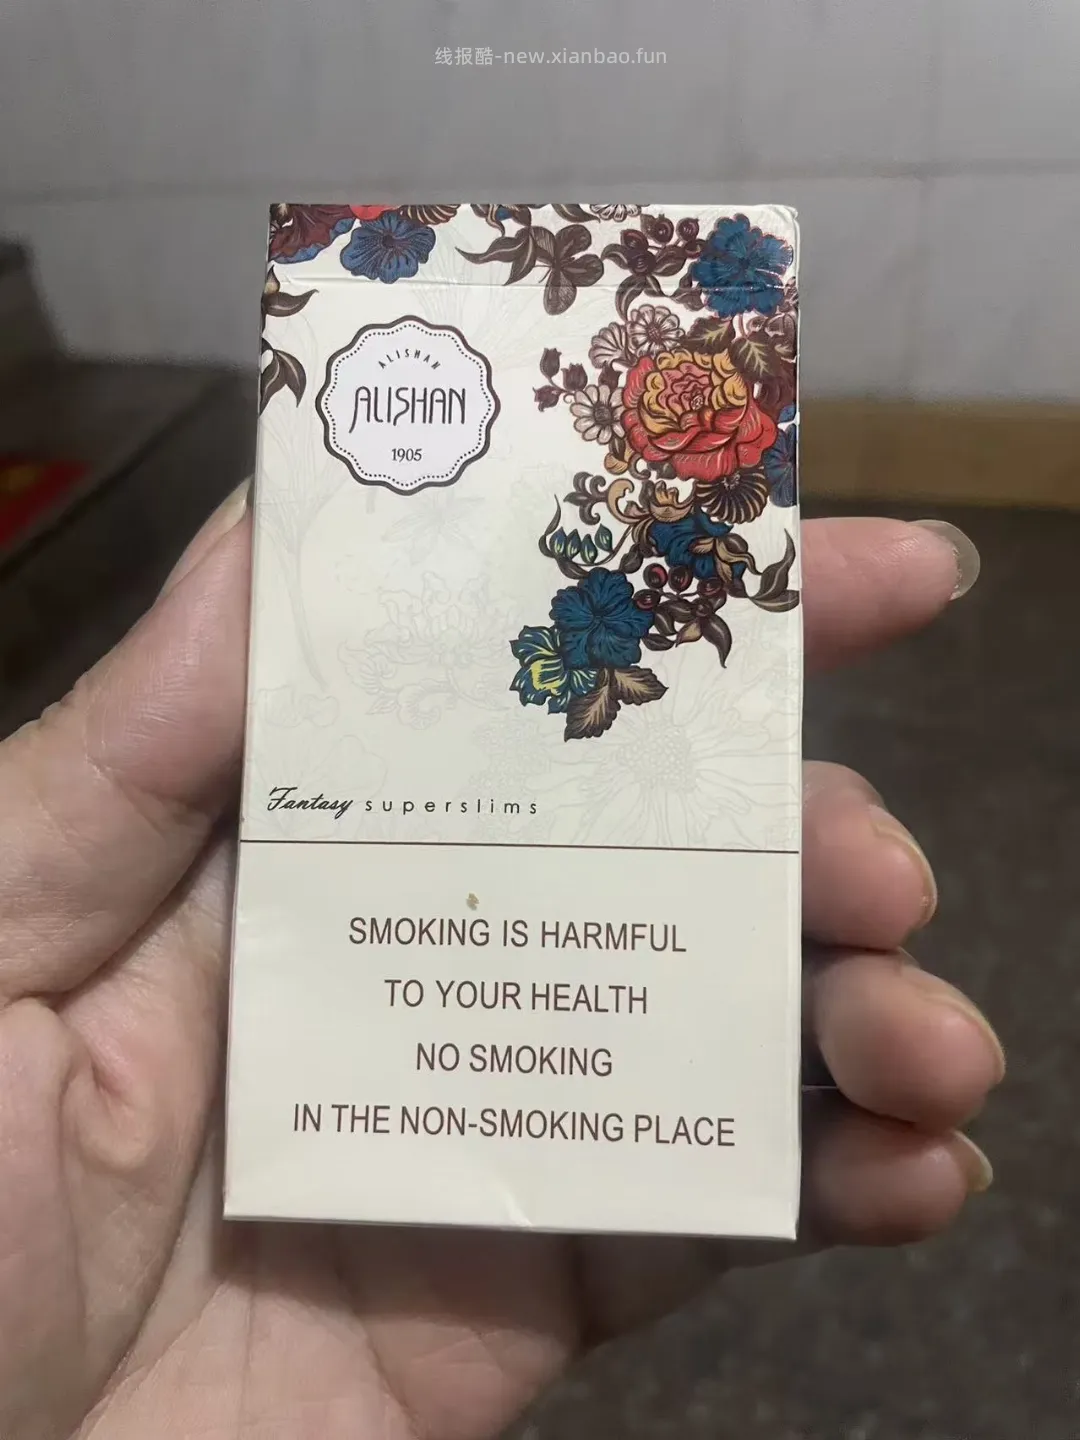 线报酷-new.xianbao.fun
ALISHAN
ALISHAN
1905
Fantasy superslims
SMOKING IS HARMFUL
TO YOUR HEALTH
NO SMOKING
IN THE NON-SMOKING PLACE